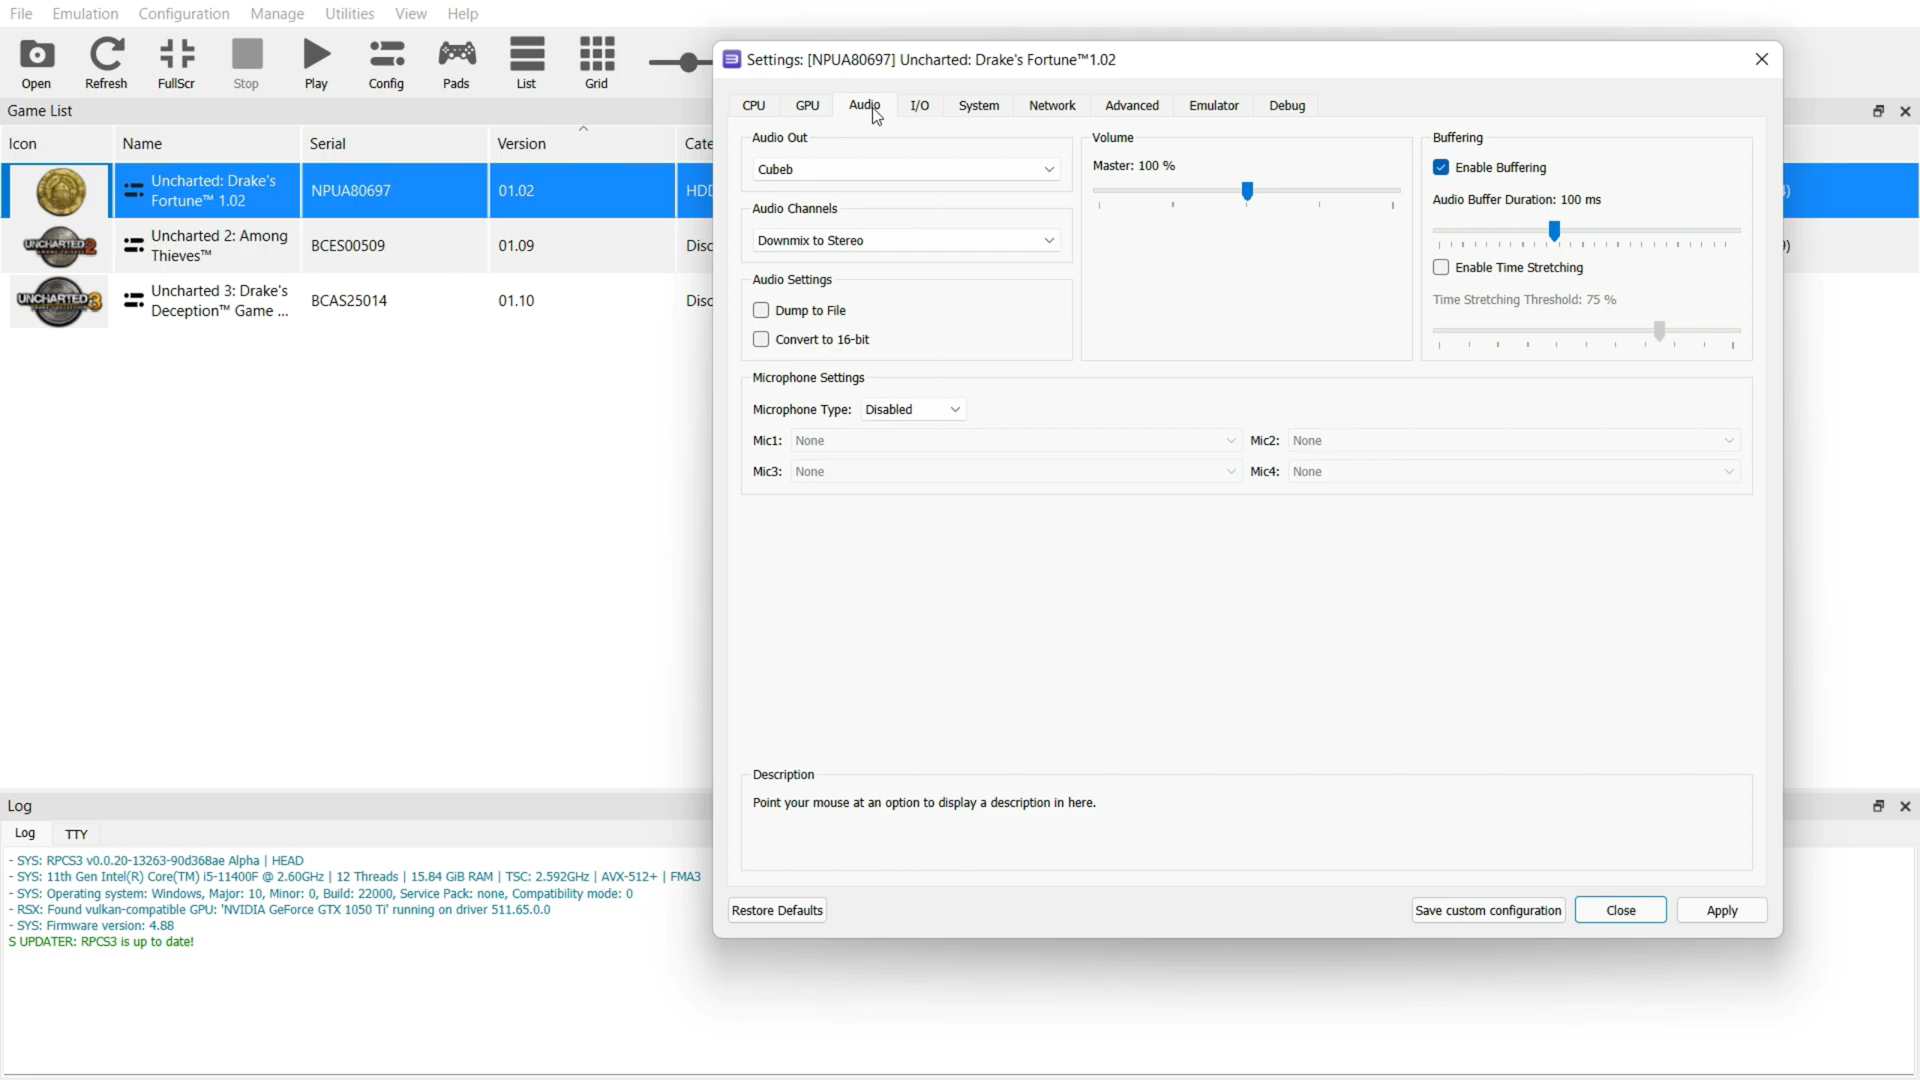 File Emulation Configuration Manage Utilities View Help
Open Refresh FullScr Stop Play Config Pads List Grid
Game List
Icon Name Serial Version Cate
Uncharted: Drake's
Fortune™ 1.02 NPUA80697 01.02 HDD
UNCHARTED 2
Uncharted 2: Among
Thieves™ BCES00509 01.09 Disc
UNCHARTED 3
Uncharted 3: Drake's
Deception™ Game ... BCAS25014 01.10 Disc
Settings: [NPUA80697] Uncharted: Drake's Fortune™1.02
CPU GPU Audio I/O System Network Advanced Emulator Debug
Audio Out
Cubeb
Audio Channels
Downmix to Stereo
Audio Settings
Dump to File
Convert to 16-bit
Volume
Master: 100 %
Buffering
Enable Buffering
Audio Buffer Duration: 100 ms
Enable Time Stretching
Time Stretching Threshold: 75 %
Microphone Settings
Microphone Type: Disabled
Mic1: None Mic2: None
Mic3: None Mic4: None
Description
Point your mouse at an option to display a description in here.
Restore Defaults Save custom configuration Close Apply
Log
Log TTY
- SYS: RPCS3 v0.0.20-13263-90d368ae Alpha | HEAD
- SYS: 11th Gen Intel(R) Core(TM) i5-11400F @ 2.60GHz | 12 Threads | 15.84 GiB RAM | TSC: 2.592GHz | AVX-512+ | FMA3
- SYS: Operating system: Windows, Major: 10, Minor: 0, Build: 22000, Service Pack: none, Compatibility mode: 0
- RSX: Found vulkan-compatible GPU: 'NVIDIA GeForce GTX 1050 Ti' running on driver 511.65.0.0
- SYS: Firmware version: 4.88
S UPDATER: RPCS3 is up to date!